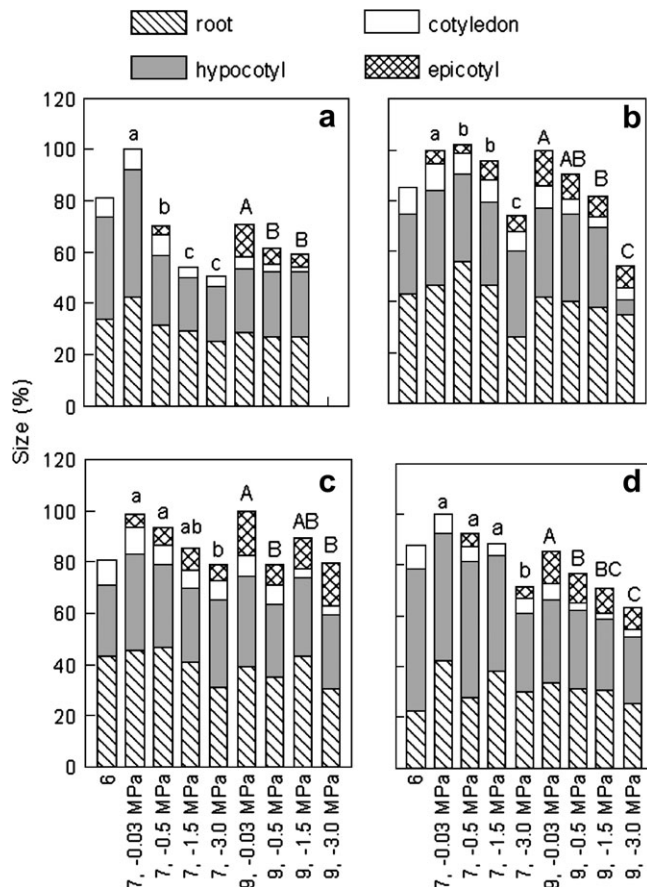 root cotyledon
hypocotyl epicotyl
Size (%)
a
120
100
80
60
40
20
0
a
b
c
c
A
B
B
b
a
b
b
c
A
AB
B
C
c
120
100
80
60
40
20
0
a
a
ab
b
A
B
AB
B
d
a
a
a
b
A
B
BC
C
6
7, -0.03 MPa
7, -0.5 MPa
7, -1.5 MPa
7, -3.0 MPa
9, -0.03 MPa
9, -0.5 MPa
9, -1.5 MPa
9, -3.0 MPa
6
7, -0.03 MPa
7, -0.5 MPa
7, -1.5 MPa
7, -3.0 MPa
9, -0.03 MPa
9, -0.5 MPa
9, -1.5 MPa
9, -3.0 MPa